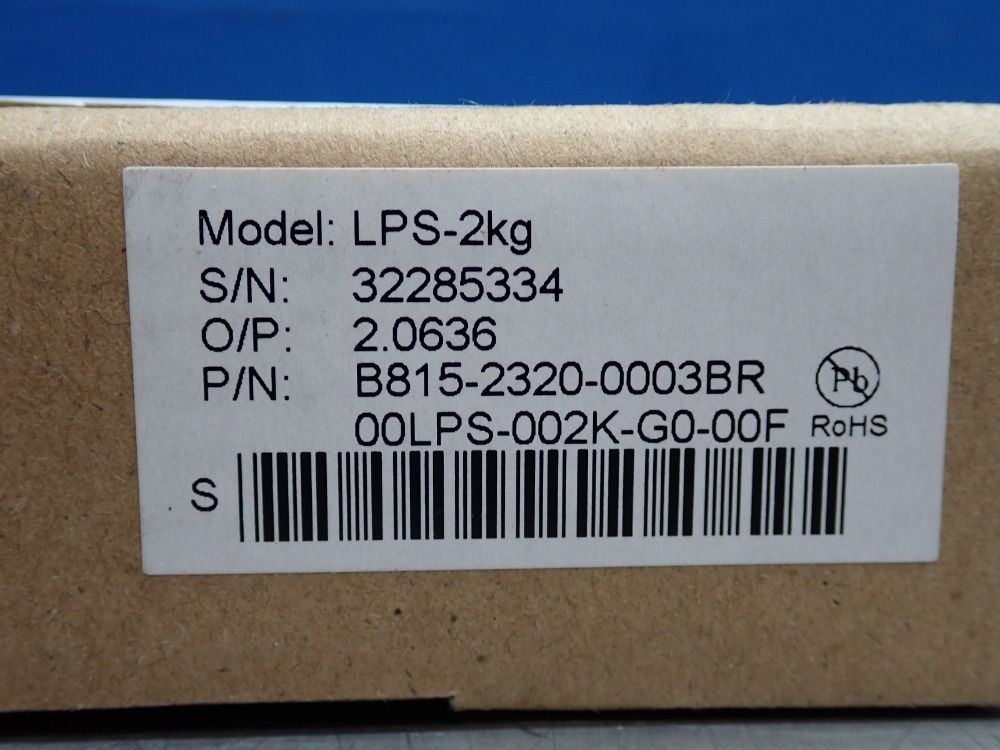 Model: LPS-2kg
S/N: 32285334
O/P: 2.0636
P/N: B815-2320-0003BR
00LPS-002K-G0-00F
Pb
RoHS
S